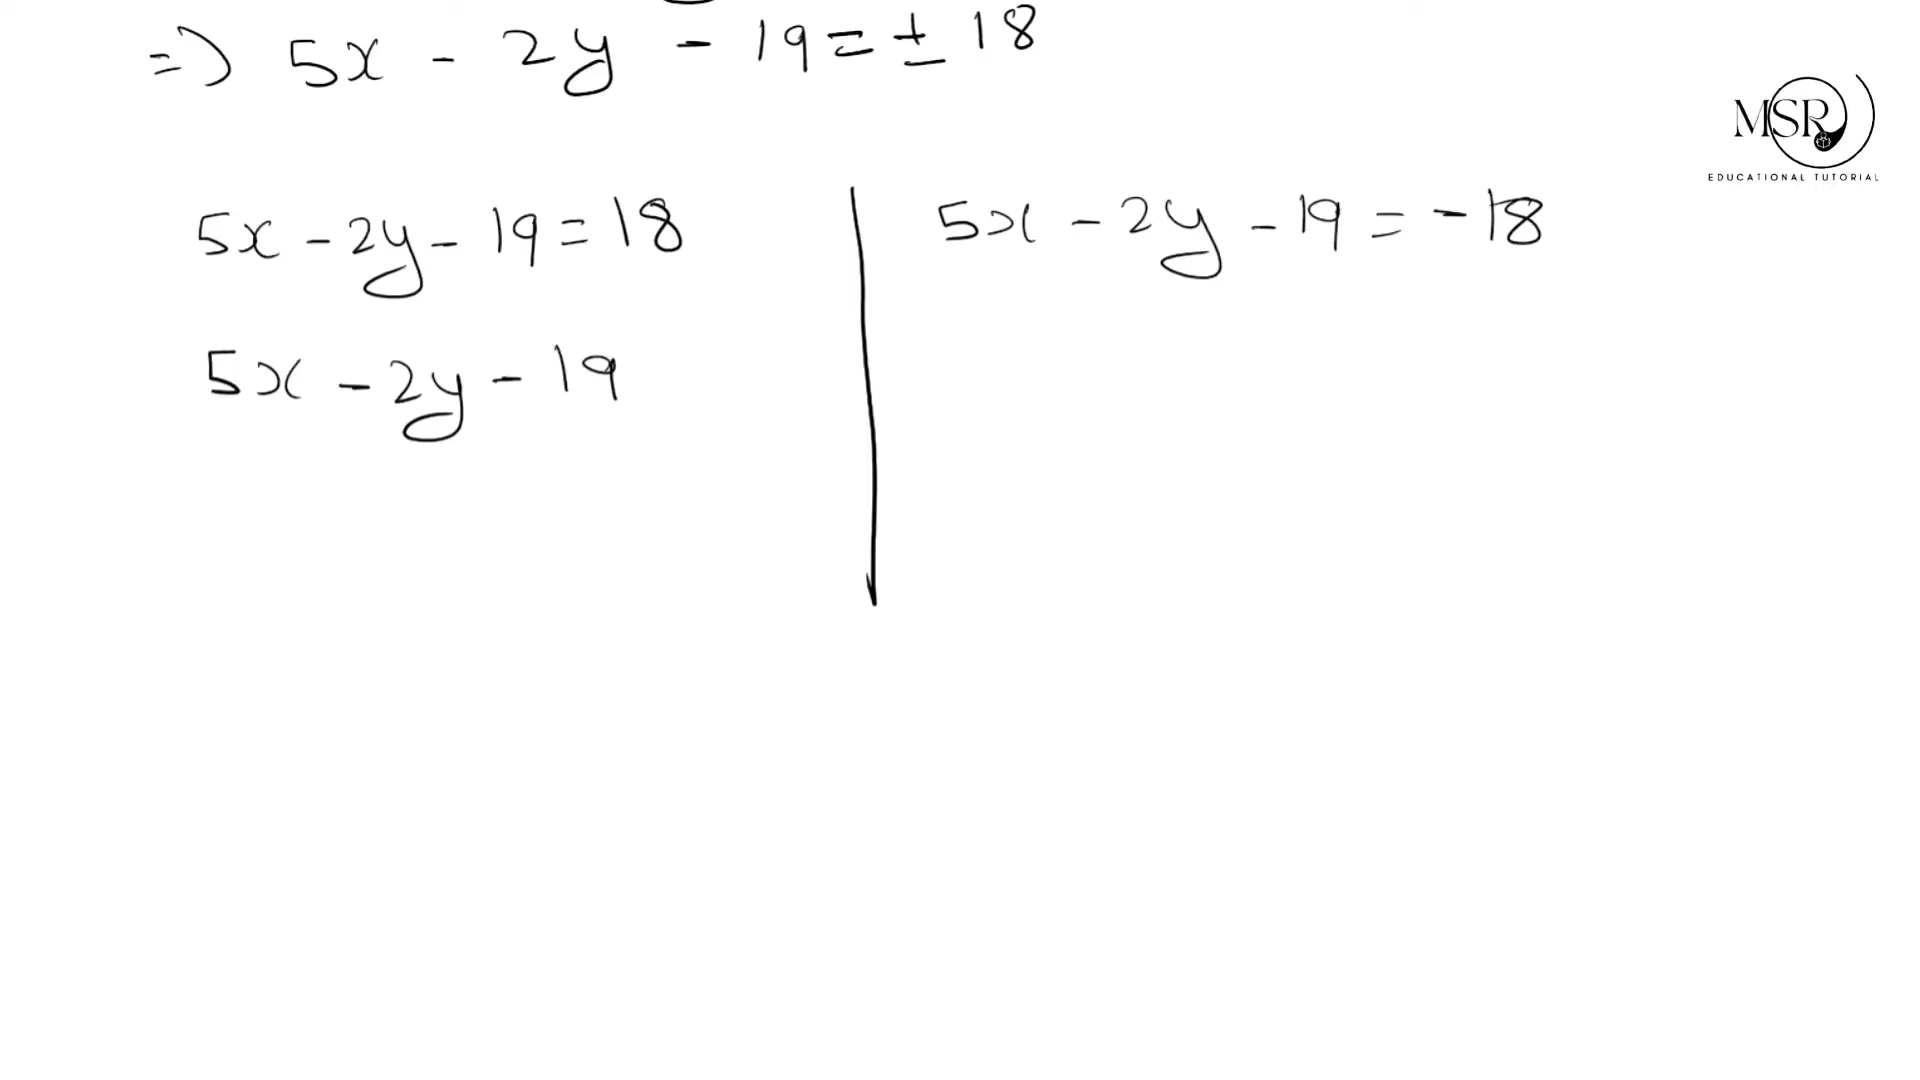 => 5x - 2y - 19 = ± 18
MSR
EDUCATIONAL TUTORIAL
5x - 2y - 19 = 18
5x - 2y - 19
5x - 2y - 19 = - 18